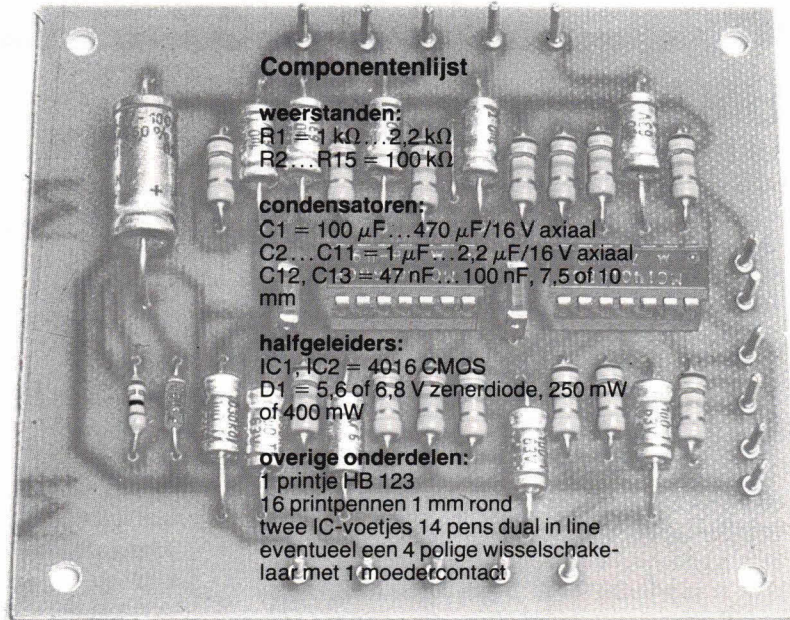 Componentenlijst
weerstanden:
R1 = 1 kΩ...2,2 kΩ
R2...R15 = 100 kΩ
condensatoren:
C1 = 100 μF...470 μF/16 V axiaal
C2...C11 = 1 μF...2,2 μF/16 V axiaal
C12, C13 = 47 nF...100 nF, 7,5 of 10
mm
halfgeleiders:
IC1, IC2 = 4016 CMOS
D1 = 5,6 of 6,8 V zenerdiode, 250 mW
of 400 mW
overige onderdelen:
1 printje HB 123
16 printpennen 1 mm rond
twee IC-voetjes 14 pens dual in line
eventueel een 4 polige wisselschake-
laar met 1 moedercontact